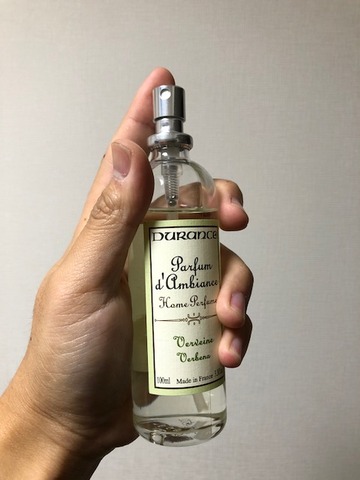 DURANCE
Parfum
d'Ambiance
Home Perfume
Verveine
Verbena
100ml Made in France